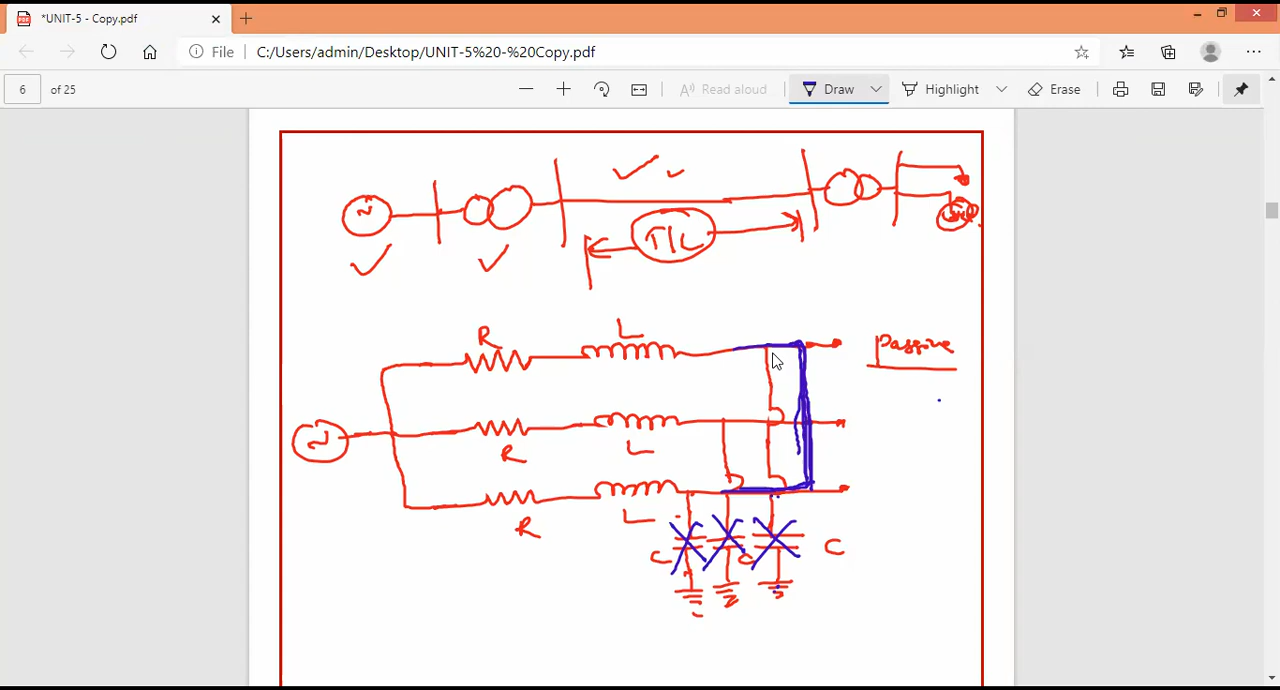 *UNIT-5 - Copy.pdf
File C:/Users/admin/Desktop/UNIT-5%20-%20Copy.pdf
6 of 25 Read aloud Draw Highlight Erase
T/L
R L Passive
R L
R L
C C C